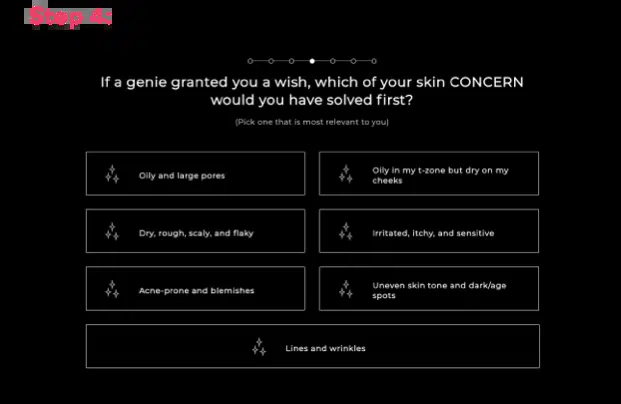 Step 4:
If a genie granted you a wish, which of your skin CONCERN
would you have solved first?
(Pick one that is most relevant to you)
Oily and large pores
Oily in my t-zone but dry on my
cheeks
Dry, rough, scaly, and flaky
Irritated, itchy, and sensitive
Acne-prone and blemishes
Uneven skin tone and dark/age
spots
Lines and wrinkles